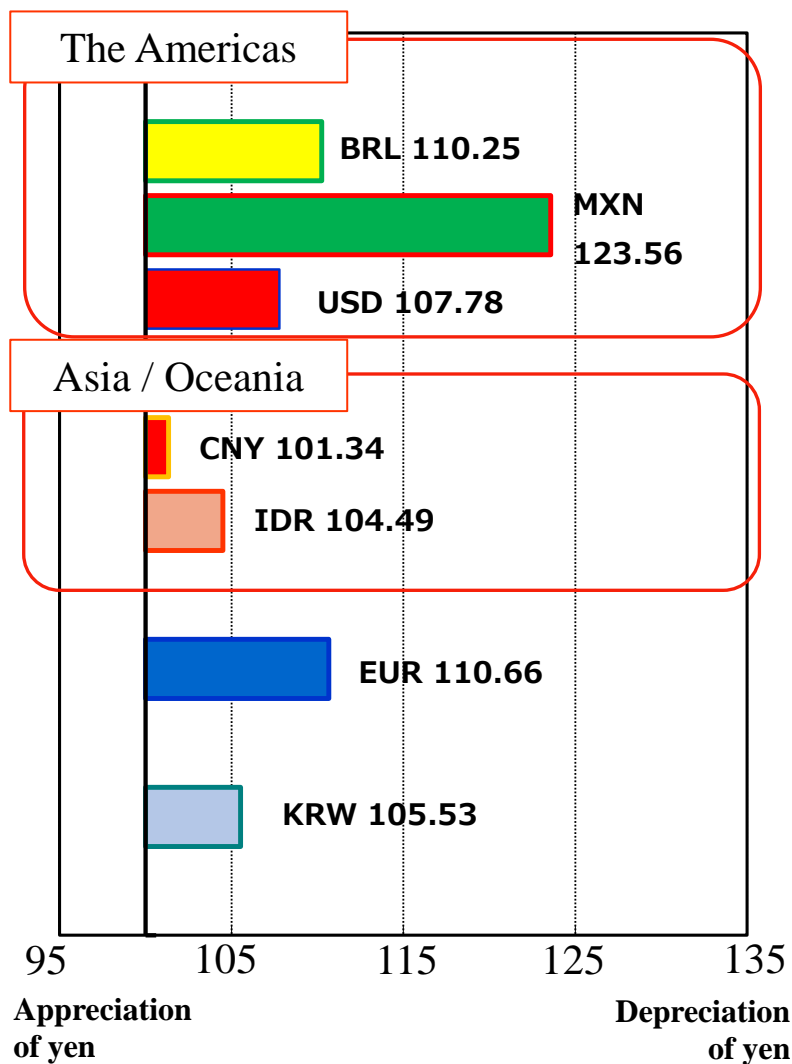 The Americas
BRL 110.25
MXN
123.56
USD 107.78
Asia / Oceania
CNY 101.34
IDR 104.49
EUR 110.66
KRW 105.53
95 105 115 125 135
Appreciation
of yen
Depreciation
of yen